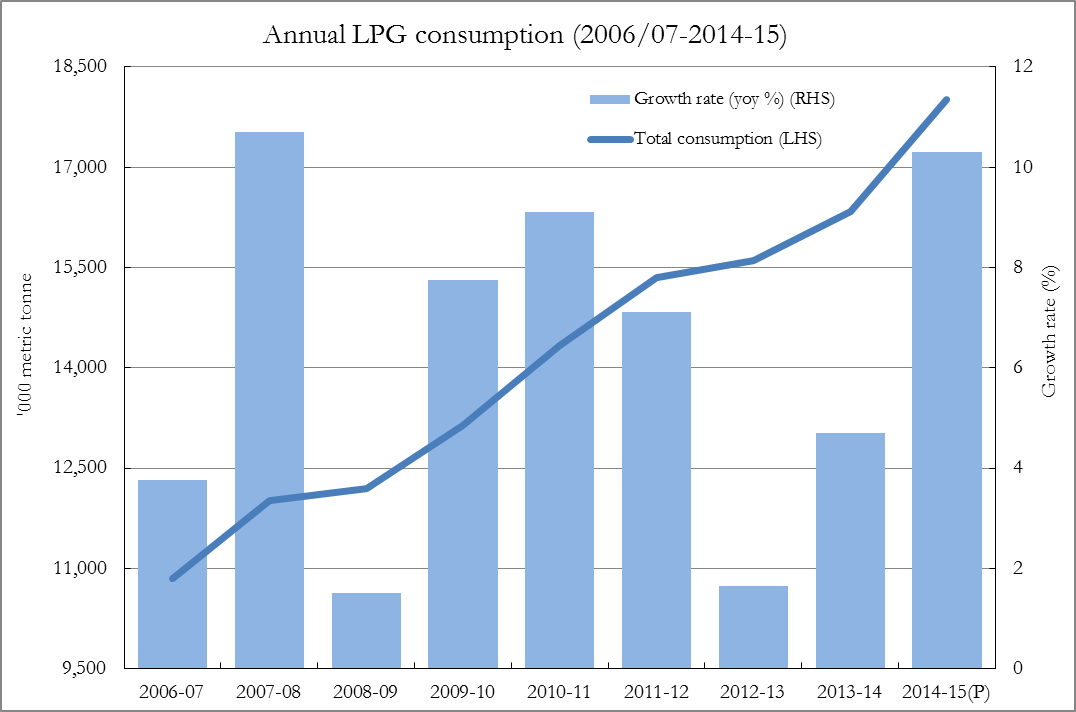 Annual LPG consumption (2006/07-2014-15)
18,500
17,000
15,500
14,000
12,500
11,000
9,500
'000 metric tonne
Growth rate (yoy %) (RHS)
Total consumption (LHS)
12
10
8
6
4
2
0
Growth rate (%)
2006-07 2007-08 2008-09 2009-10 2010-11 2011-12 2012-13 2013-14 2014-15(P)